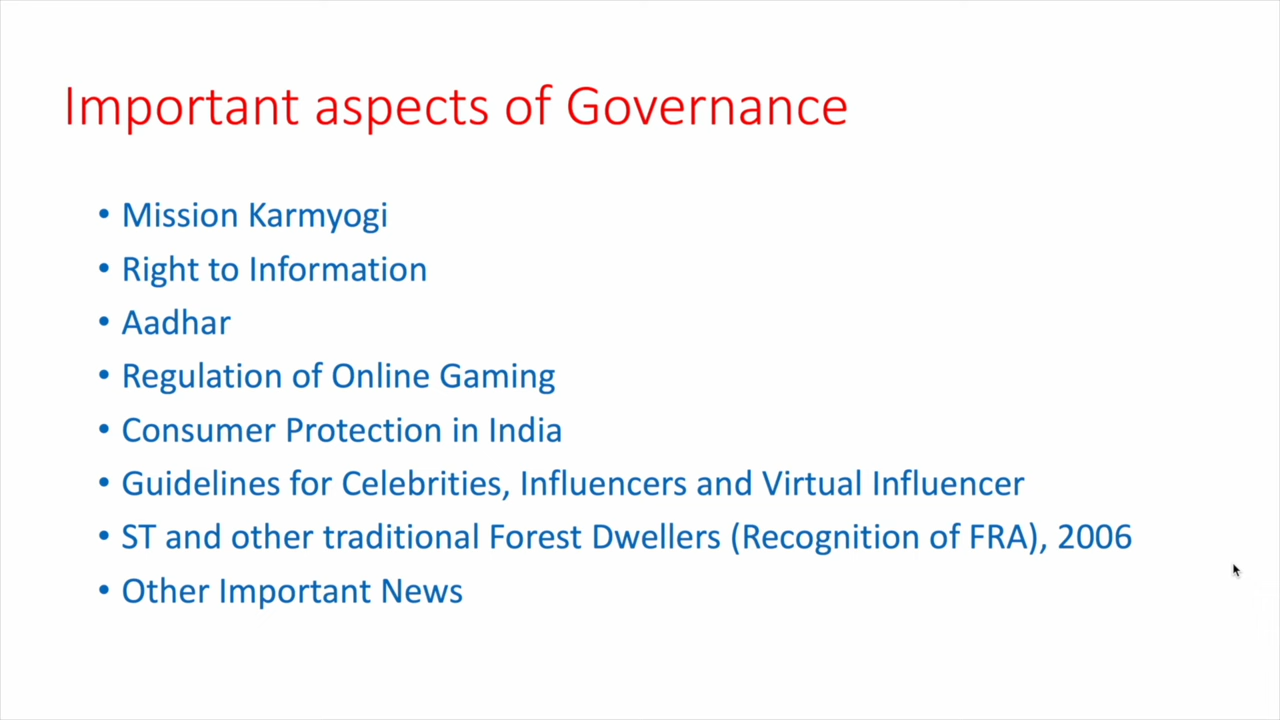 Important aspects of Governance
• Mission Karmyogi
• Right to Information
• Aadhar
• Regulation of Online Gaming
• Consumer Protection in India
• Guidelines for Celebrities, Influencers and Virtual Influencer
• ST and other traditional Forest Dwellers (Recognition of FRA), 2006
• Other Important News